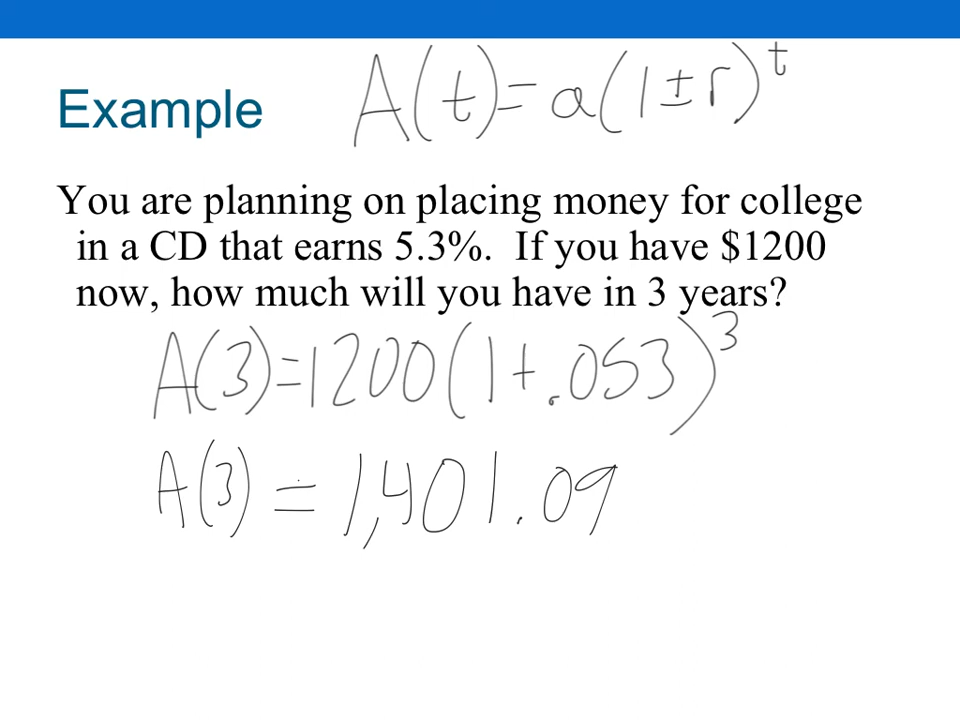 A(t)=a(1±r)^t
Example
You are planning on placing money for college
in a CD that earns 5.3%. If you have $1200
now, how much will you have in 3 years?
A(3)=1200(1+.053)^3
A(3)=1,401.09